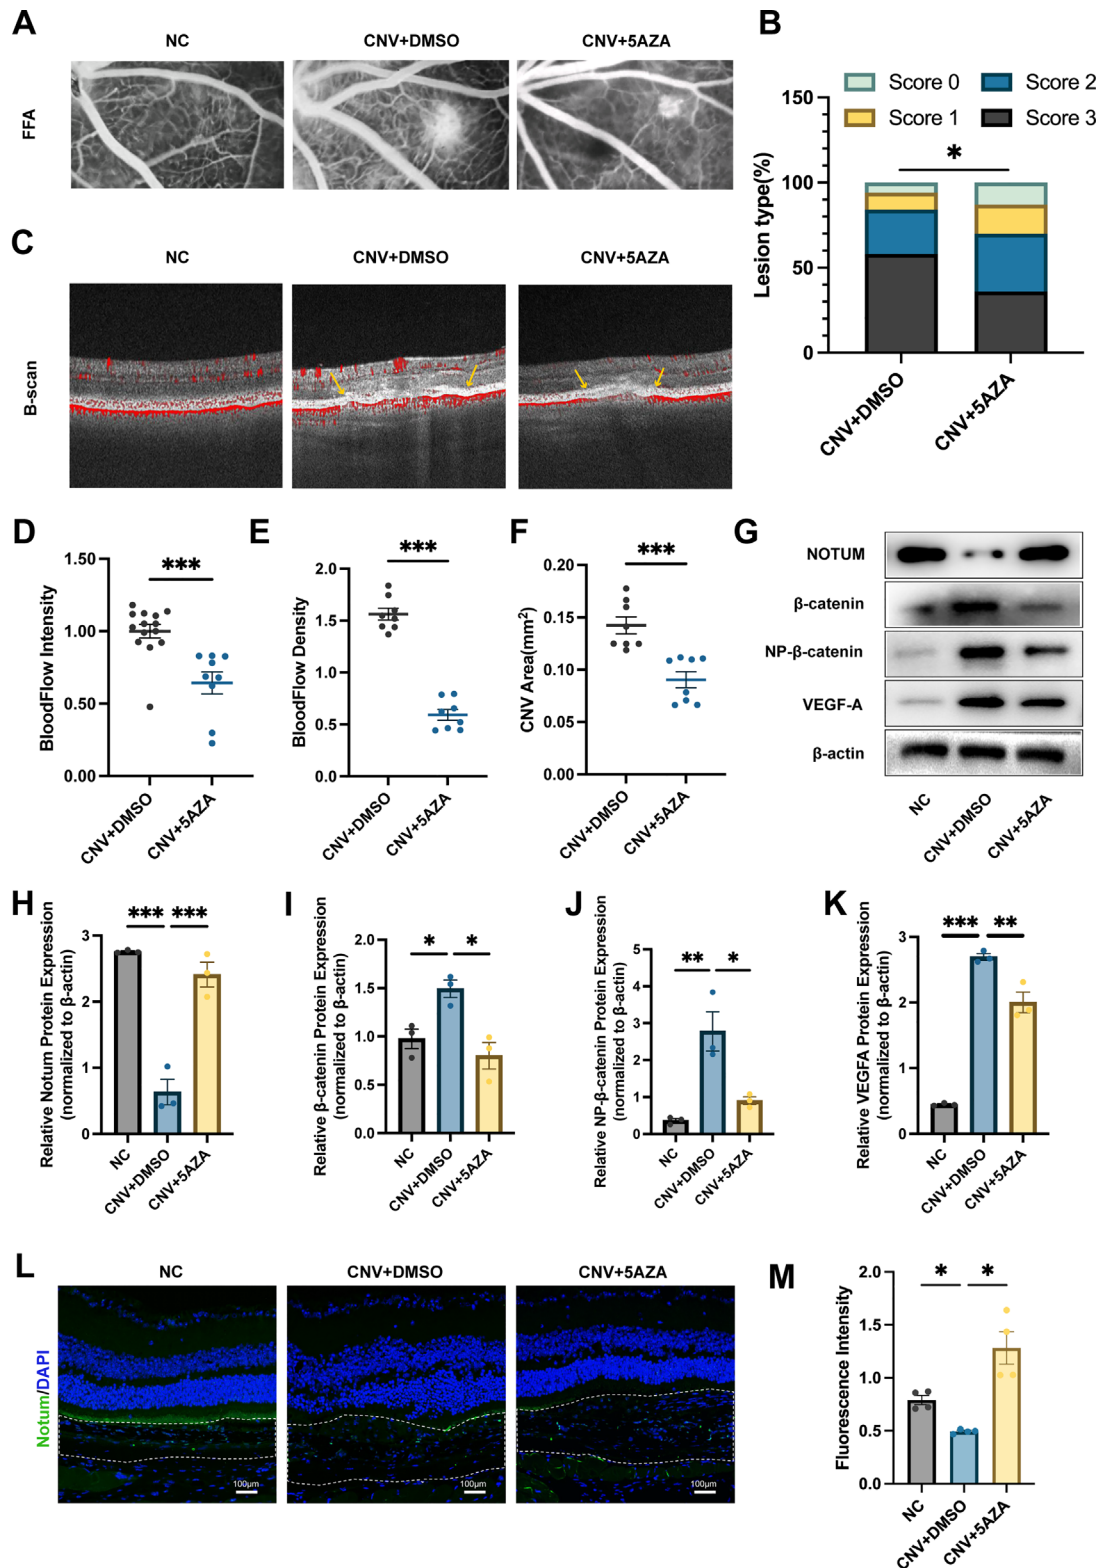 A
NC
CNV+DMSO
CNV+5AZA
FFA
B
Score 0
Score 2
Score 1
Score 3
*
Lesion type(%)
150
100
50
0
CNV+DMSO
CNV+5AZA
C
NC
CNV+DMSO
CNV+5AZA
B-scan
D
BloodFlow Intensity
1.50
1.00
0.50
0.00
***
CNV+DMSO
CNV+5AZA
E
BloodFlow Density
2.0
1.5
1.0
0.5
0.0
***
CNV+DMSO
CNV+5AZA
F
CNV Area(mm²)
0.20
0.15
0.10
0.05
0.00
***
CNV+DMSO
CNV+5AZA
G
NOTUM
β-catenin
NP-β-catenin
VEGF-A
β-actin
NC
CNV+DMSO
CNV+5AZA
H
Relative Notum Protein Expression
(normalized to β-actin)
3
2
1
0
*** ***
NC
CNV+DMSO
CNV+5AZA
I
Relative β-catenin Protein Expression
(normalized to β-actin)
2.0
1.5
1.0
0.5
0.0
* *
NC
CNV+DMSO
CNV+5AZA
J
Relative NP-β-catenin Protein Expression
(normalized to β-actin)
5
4
3
2
1
0
** *
NC
CNV+DMSO
CNV+5AZA
K
Relative VEGFA Protein Expression
(normalized to β-actin)
3
2
1
0
*** **
NC
CNV+DMSO
CNV+5AZA
L
NC
CNV+DMSO
CNV+5AZA
Notum/DAPI
100μm
100μm
100μm
M
Fluorescence Intensity
2.0
1.5
1.0
0.5
0.0
* *
NC
CNV+DMSO
CNV+5AZA